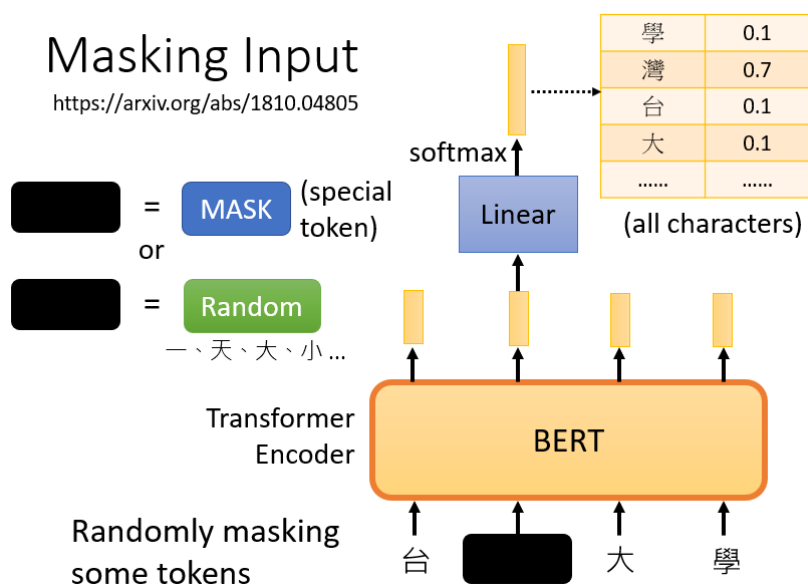 Masking Input
https://arxiv.org/abs/1810.04805
= MASK (special token)
or
= Random
一、天、大、小 ...
softmax
Linear
學 0.1
灣 0.7
台 0.1
大 0.1
...... ......
(all characters)
Transformer
Encoder
BERT
Randomly masking
some tokens
台 大 學